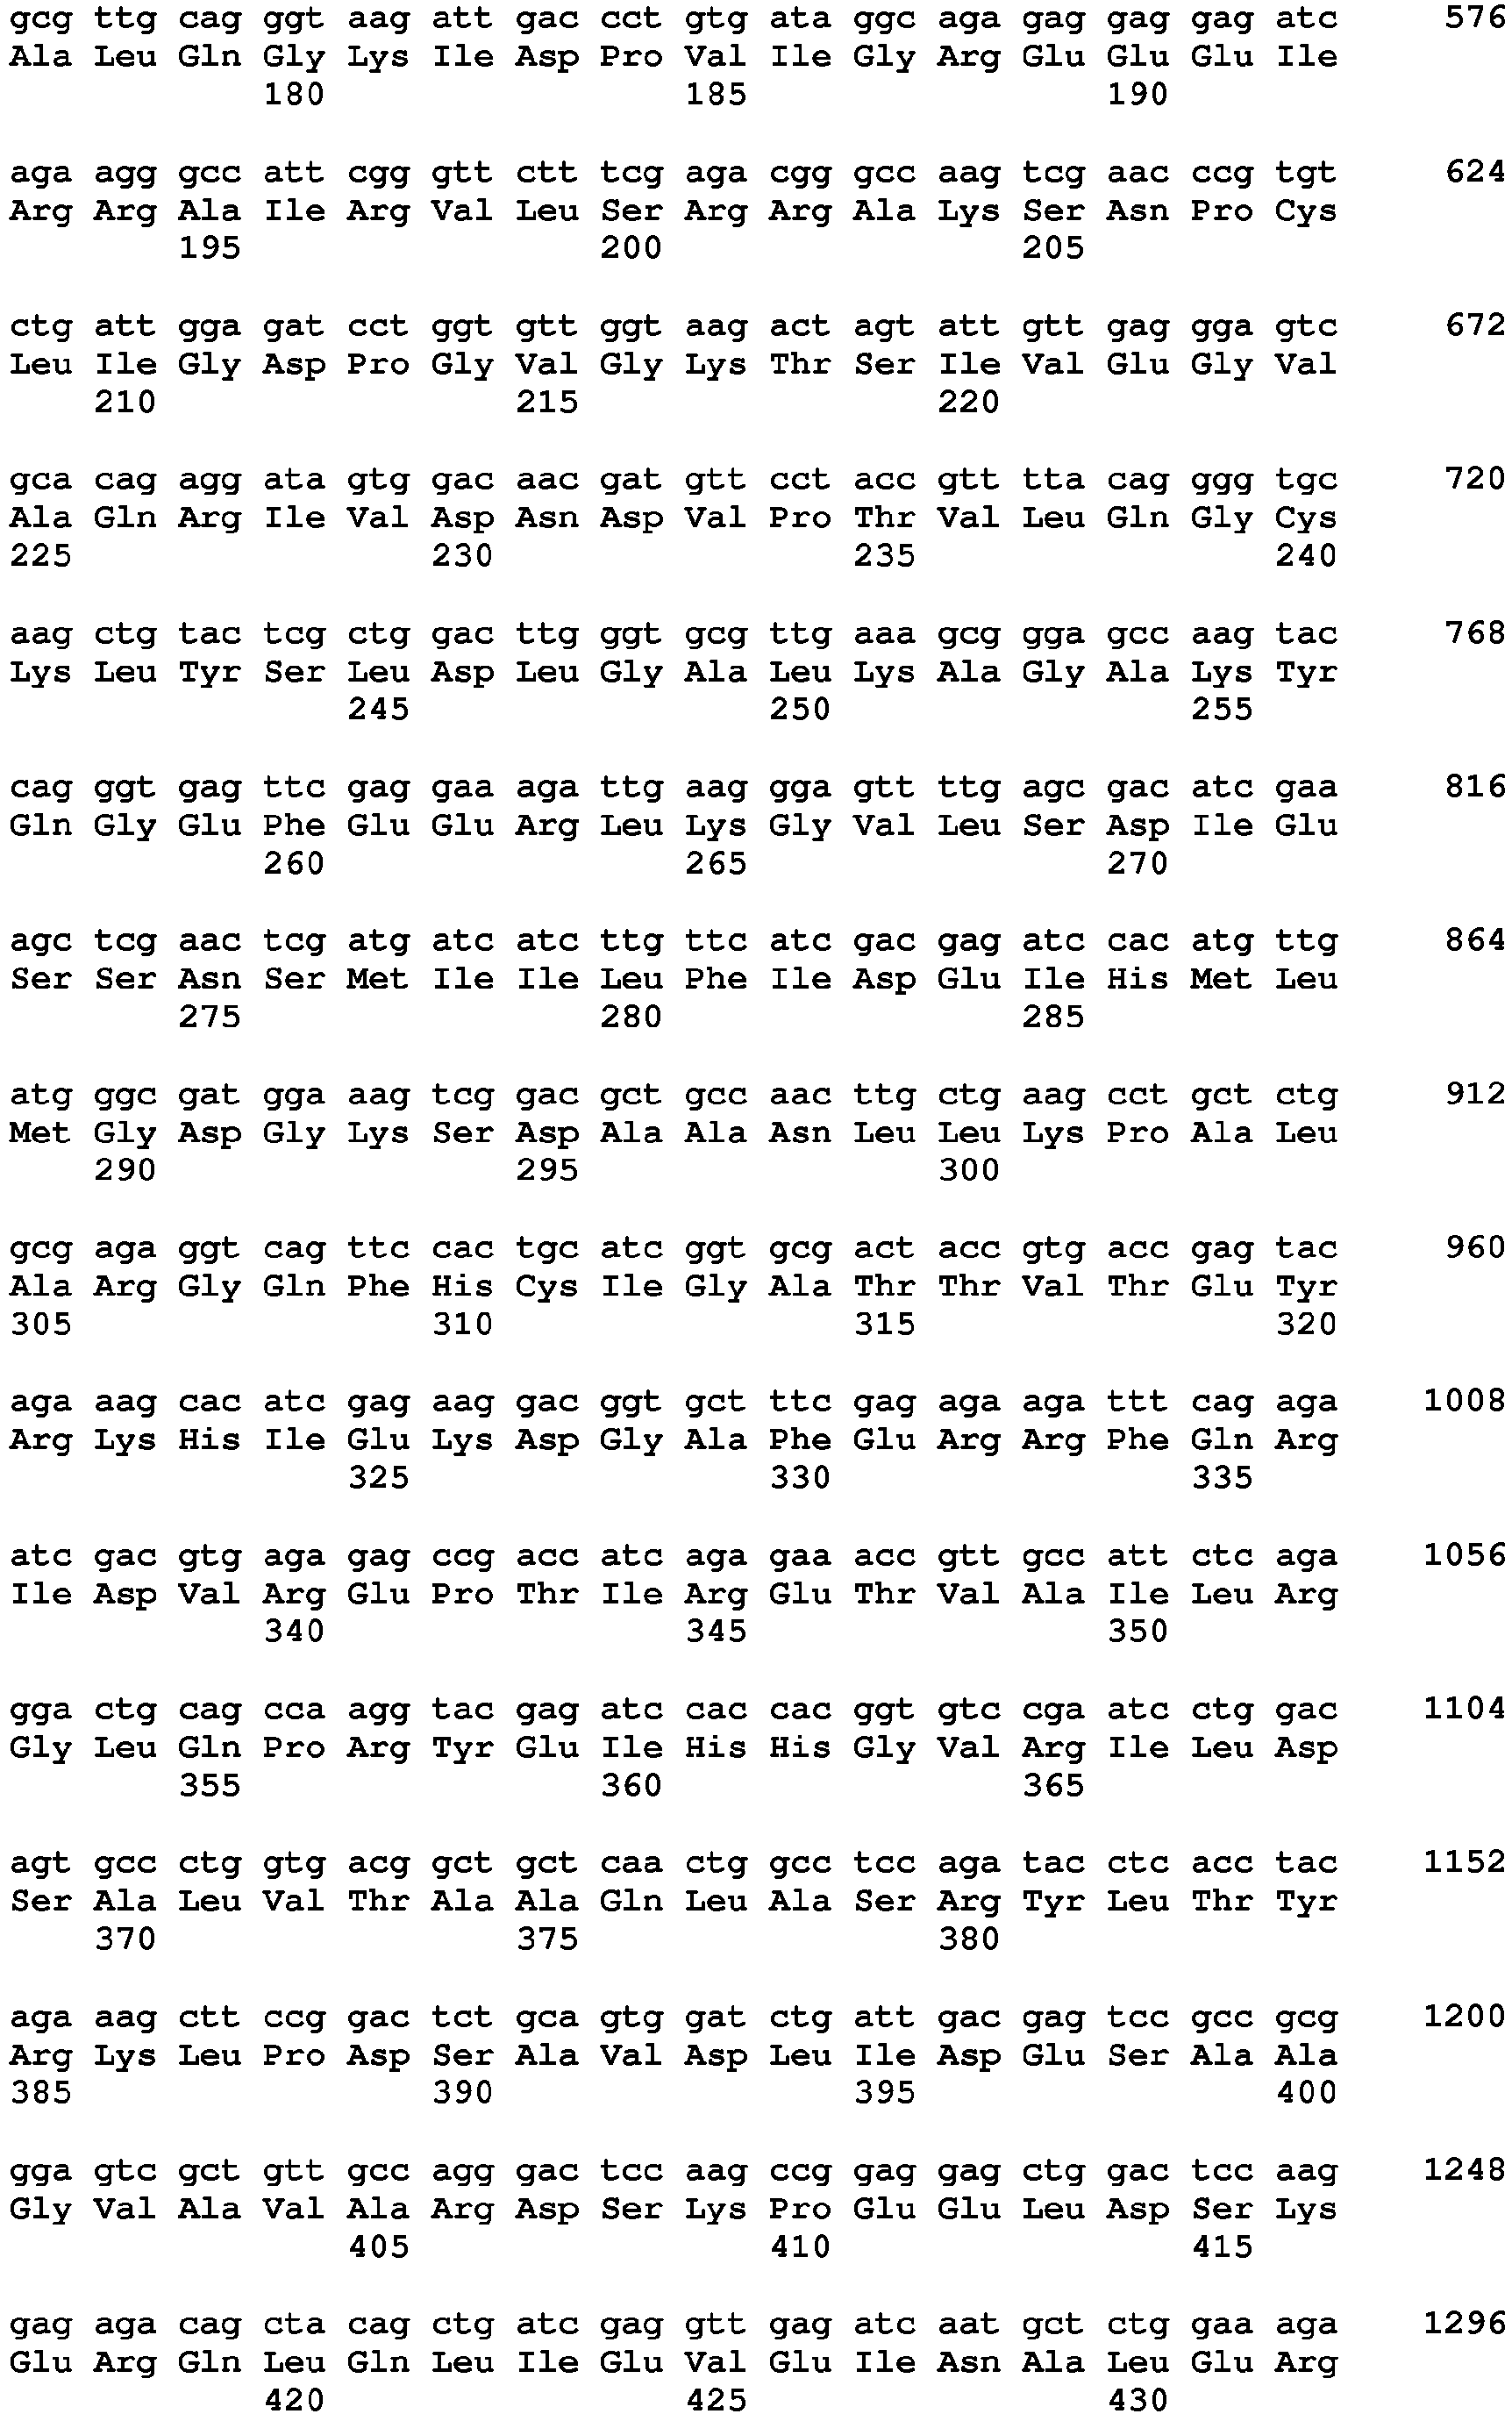 gcg ttg cag ggt aag att gac cct gtg ata ggc aga gag gag gag atc 576
Ala Leu Gln Gly Lys Ile Asp Pro Val Ile Gly Arg Glu Glu Glu Ile
180 185 190
aga agg gcc att cgg gtt ctt tcg aga cgg gcc aag tcg aac ccg tgt 624
Arg Arg Ala Ile Arg Val Leu Ser Arg Arg Ala Lys Ser Asn Pro Cys
195 200 205
ctg att gga gat cct ggt gtt ggt aag act agt att gtt gag gga gtc 672
Leu Ile Gly Asp Pro Gly Val Gly Lys Thr Ser Ile Val Glu Gly Val
210 215 220
gca cag agg ata gtg gac aac gat gtt cct acc gtt tta cag ggg tgc 720
Ala Gln Arg Ile Val Asp Asn Asp Val Pro Thr Val Leu Gln Gly Cys
225 230 235 240
aag ctg tac tcg ctg gac ttg ggt gcg ttg aaa gcg gga gcc aag tac 768
Lys Leu Tyr Ser Leu Asp Leu Gly Ala Leu Lys Ala Gly Ala Lys Tyr
245 250 255
cag ggt gag ttc gag gaa aga ttg aag gga gtt ttg agc gac atc gaa 816
Gln Gly Glu Phe Glu Glu Arg Leu Lys Gly Val Leu Ser Asp Ile Glu
260 265 270
agc tcg aac tcg atg atc atc ttg ttc atc gac gag atc cac atg ttg 864
Ser Ser Asn Ser Met Ile Ile Leu Phe Ile Asp Glu Ile His Met Leu
275 280 285
atg ggc gat gga aag tcg gac gct gcc aac ttg ctg aag cct gct ctg 912
Met Gly Asp Gly Lys Ser Asp Ala Ala Asn Leu Leu Lys Pro Ala Leu
290 295 300
gcg aga ggt cag ttc cac tgc atc ggt gcg act acc gtg acc gag tac 960
Ala Arg Gly Gln Phe His Cys Ile Gly Ala Thr Thr Val Thr Glu Tyr
305 310 315 320
aga aag cac atc gag aag gac ggt gct ttc gag aga aga ttt cag aga 1008
Arg Lys His Ile Glu Lys Asp Gly Ala Phe Glu Arg Arg Phe Gln Arg
325 330 335
atc gac gtg aga gag ccg acc atc aga gaa acc gtt gcc att ctc aga 1056
Ile Asp Val Arg Glu Pro Thr Ile Arg Glu Thr Val Ala Ile Leu Arg
340 345 350
gga ctg cag cca agg tac gag atc cac cac ggt gtc cga atc ctg gac 1104
Gly Leu Gln Pro Arg Tyr Glu Ile His His Gly Val Arg Ile Leu Asp
355 360 365
agt gcc ctg gtg acg gct gct caa ctg gcc tcc aga tac ctc acc tac 1152
Ser Ala Leu Val Thr Ala Ala Gln Leu Ala Ser Arg Tyr Leu Thr Tyr
370 375 380
aga aag ctt ccg gac tct gca gtg gat ctg att gac gag tcc gcc gcg 1200
Arg Lys Leu Pro Asp Ser Ala Val Asp Leu Ile Asp Glu Ser Ala Ala
385 390 395 400
gga gtc gct gtt gcc agg gac tcc aag ccg gag gag ctg gac tcc aag 1248
Gly Val Ala Val Ala Arg Asp Ser Lys Pro Glu Glu Leu Asp Ser Lys
405 410 415
gag aga cag cta cag ctg atc gag gtt gag atc aat gct ctg gaa aga 1296
Glu Arg Gln Leu Gln Leu Ile Glu Val Glu Ile Asn Ala Leu Glu Arg
420 425 430